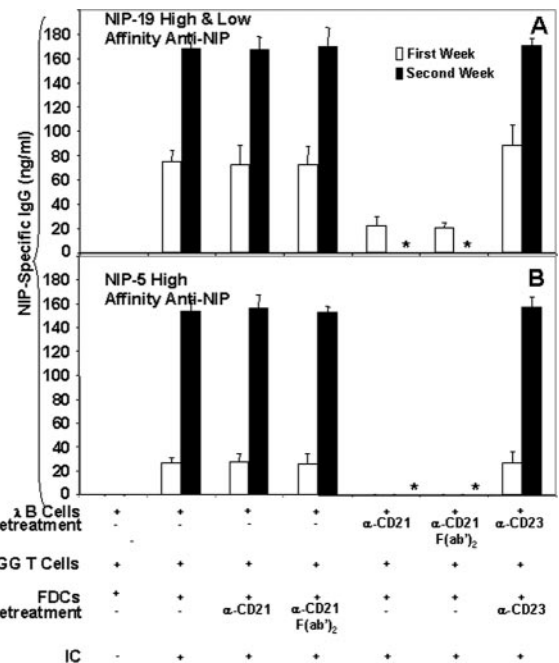 NIP-19 High & Low
Affinity Anti-NIP
A
First Week
Second Week
180
160
140
120
100
80
60
40
20
0
* *
NIP-Specific IgG (ng/ml)
NIP-5 High
Affinity Anti-NIP
B
160
140
120
100
80
60
40
20
0
* *
λ B Cells + + + + + + +
etreatment - - - - α-CD21 α-CD21 α-CD23
F(ab')2
-
GG T Cells + + + + + + +
FDCs + + + + + + +
etreatment - - α-CD21 α-CD21 - - α-CD23
F(ab')2
IC - + + + + + +